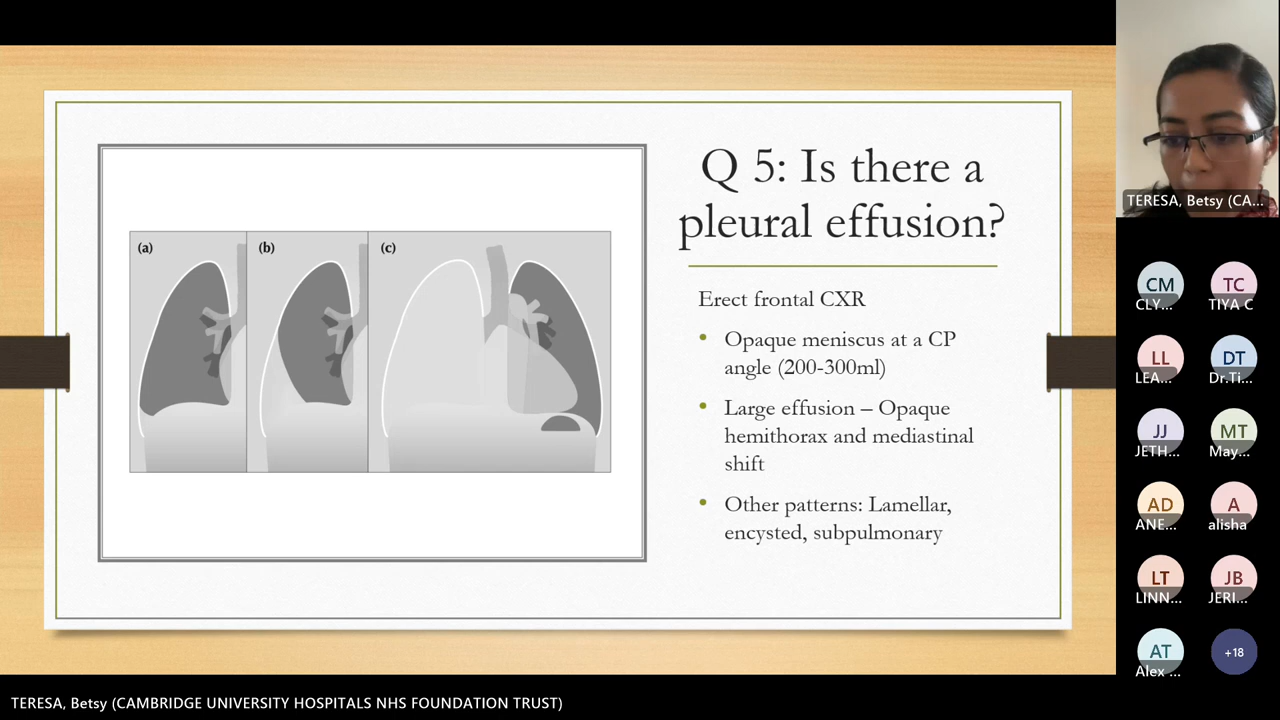 (a)
(b)
(c)
Q 5: Is there a
pleural effusion?
Erect frontal CXR
• Opaque meniscus at a CP
angle (200-300ml)
• Large effusion – Opaque
hemithorax and mediastinal
shift
• Other patterns: Lamellar,
encysted, subpulmonary
TERESA, Betsy (CA...
CM
CLY...
TC
TIYA C
LL
LEA...
DT
Dr.Ti...
JJ
JETH...
MT
May...
AD
ANE...
A
alisha
LT
LINN...
JB
JERI...
AT
Alex ...
+18
TERESA, Betsy (CAMBRIDGE UNIVERSITY HOSPITALS NHS FOUNDATION TRUST)